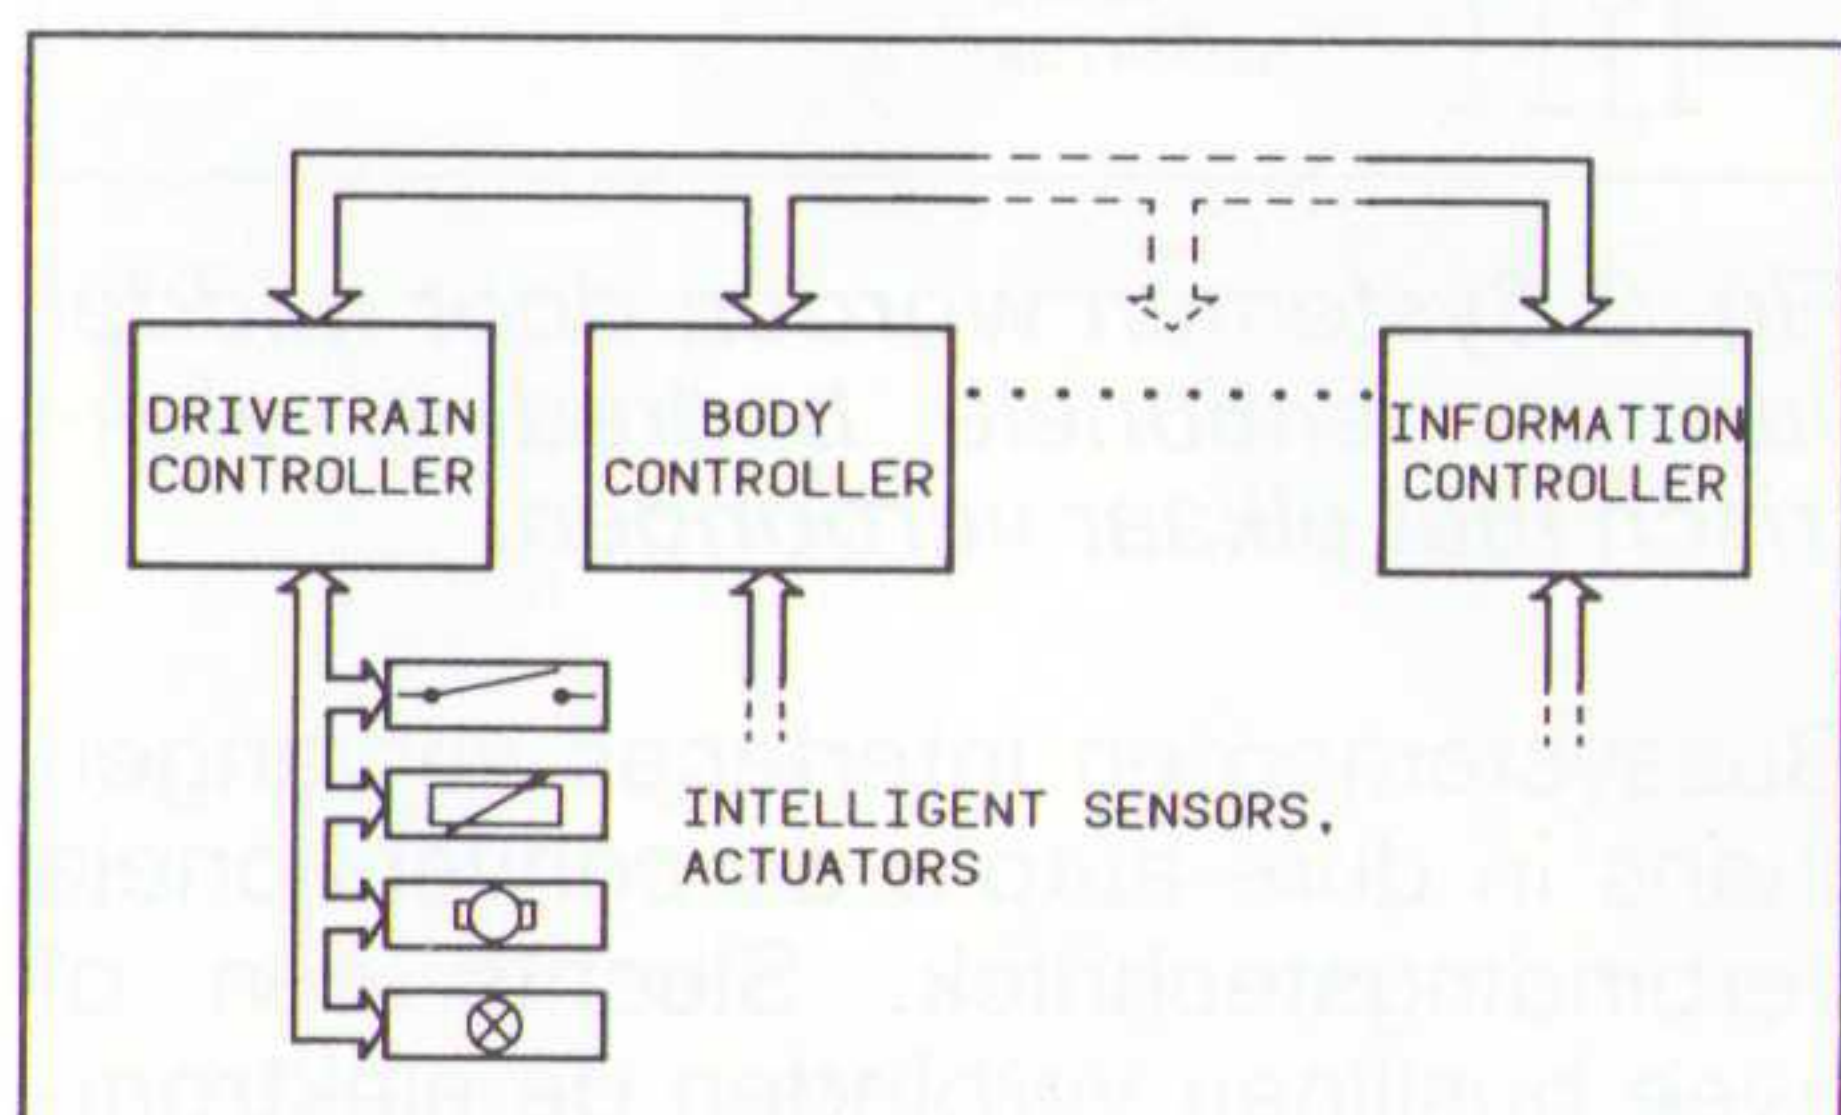 DRIVETRAIN
CONTROLLER
BODY
CONTROLLER
INFORMATION
CONTROLLER
INTELLIGENT SENSORS,
ACTUATORS